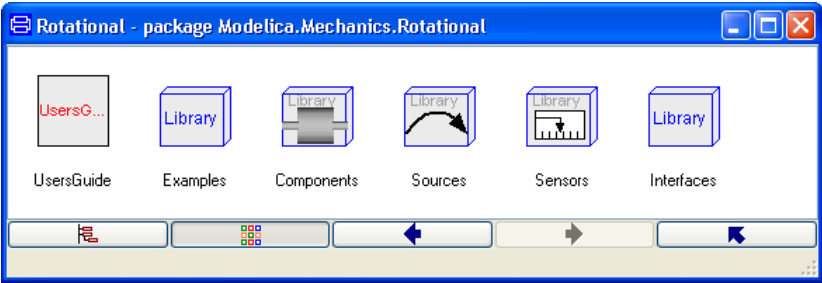 Rotational - package Modelica.Mechanics.Rotational
UsersG...
Library
Library
Library
Library
Library
UsersGuide
Examples
Components
Sources
Sensors
Interfaces